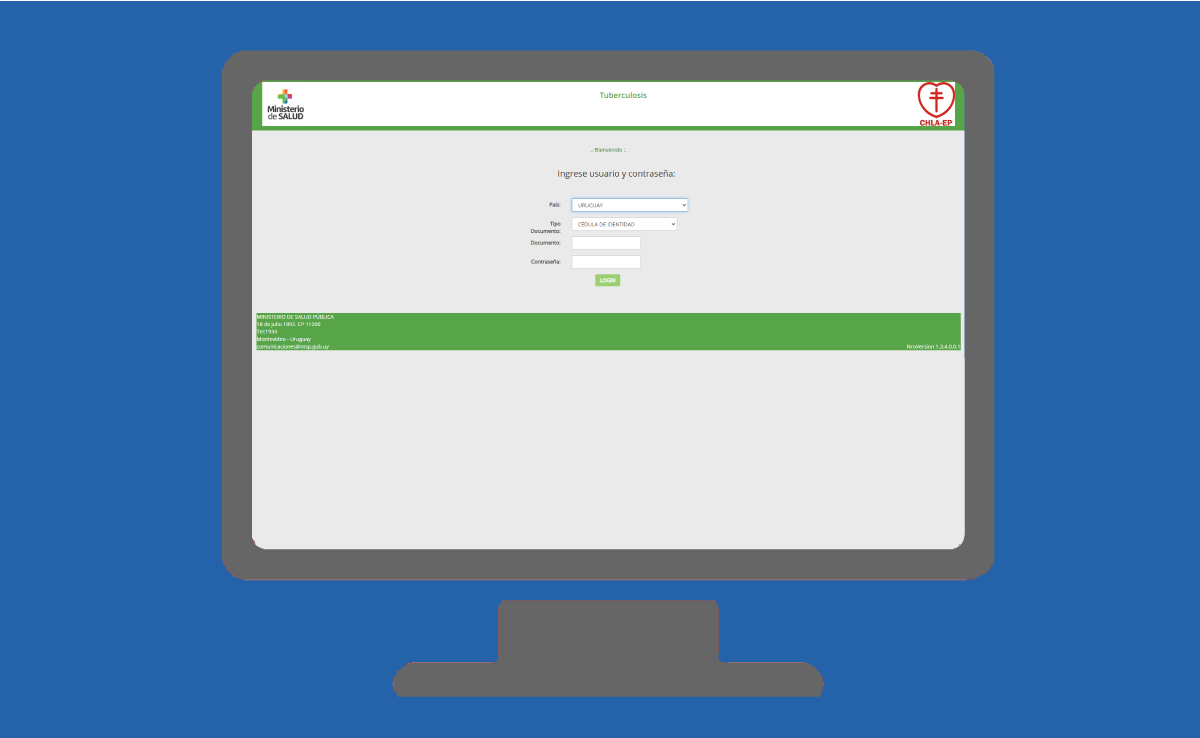 Ministerio
de SALUD
Tuberculosis
CHLA-EP
.: Bienvenido :.
Ingrese usuario y contraseña:
País:
URUGUAY
Tipo
Documento:
CÉDULA DE IDENTIDAD
Documento:
Contraseña:
LOGIN
MINISTERIO DE SALUD PÚBLICA
18 de julio 1892. CP 11200
Tel:1934
Montevideo - Uruguay
comunicaciones@msp.gub.uy
NroVersion 1.3.4.0.0.1